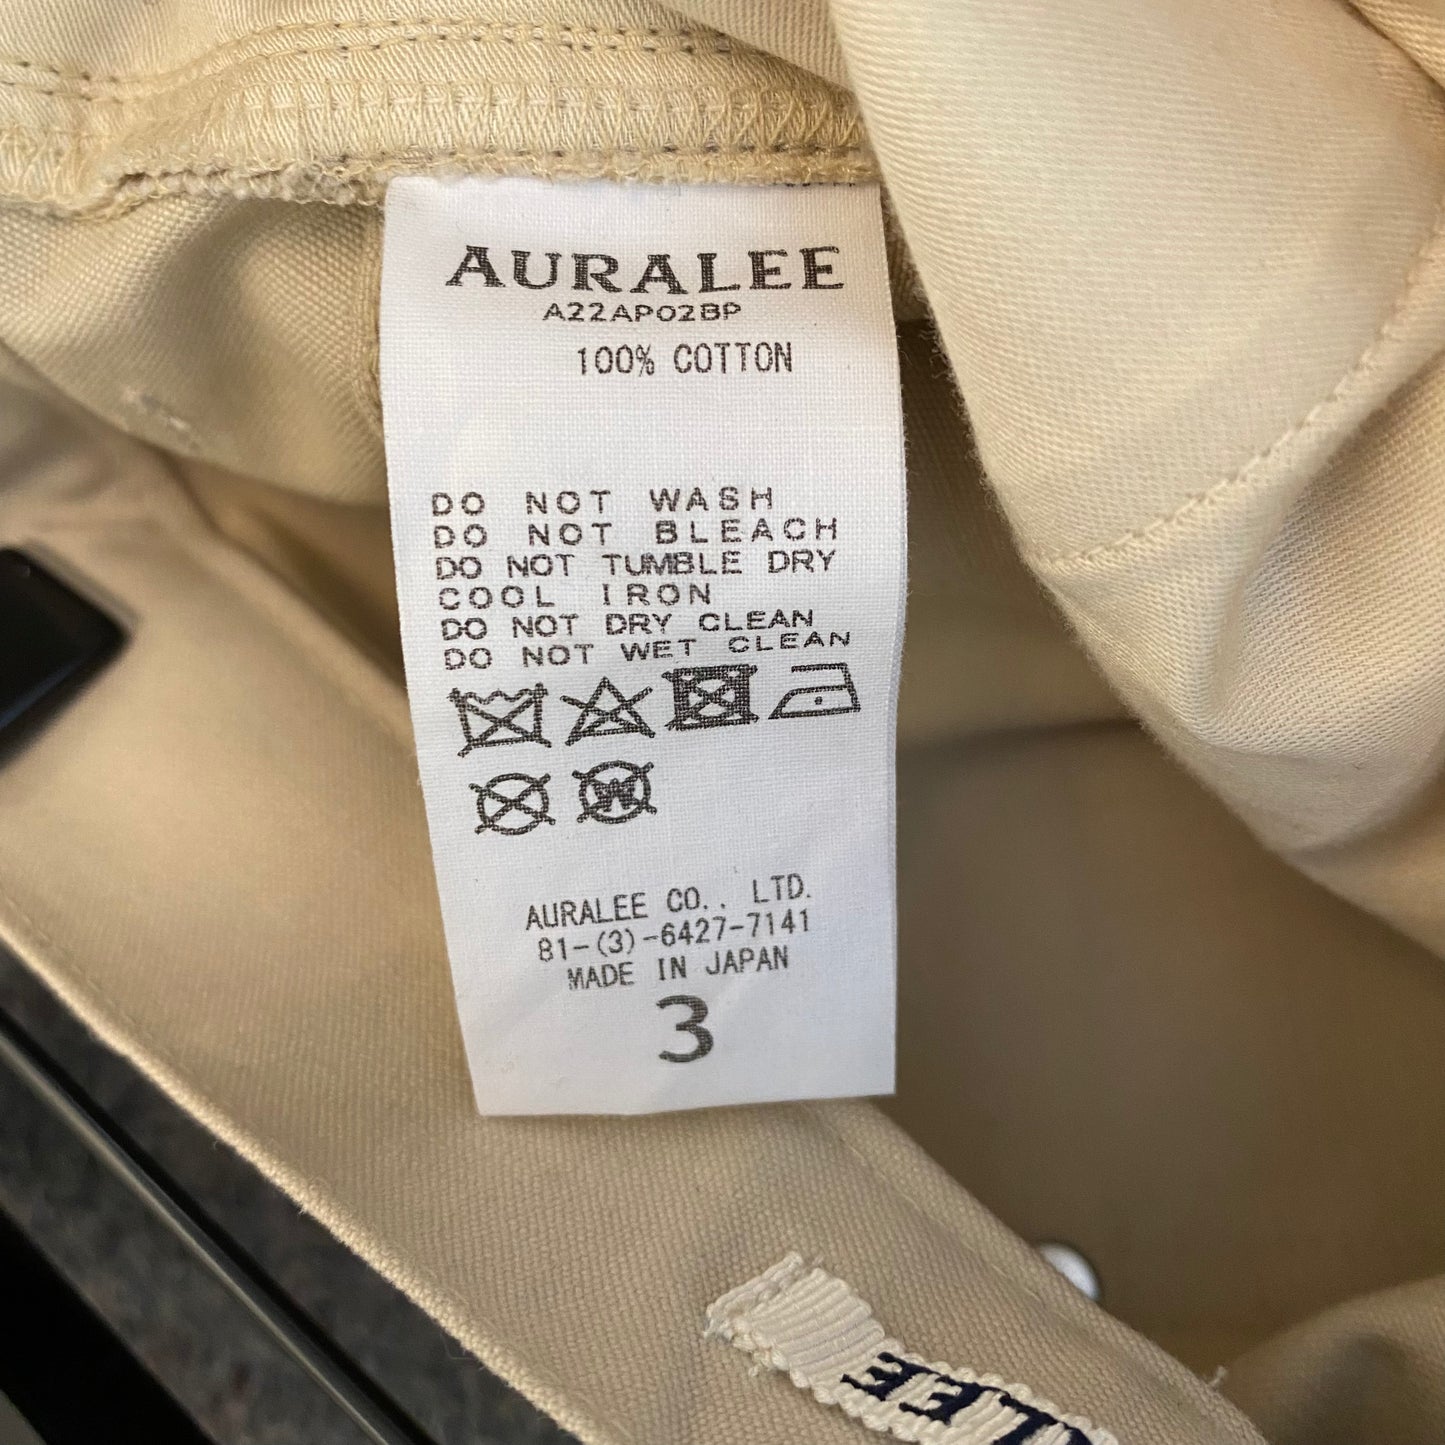 AURALEE
A22AP02BP
100% COTTON
DO NOT WASH
DO NOT BLEACH
DO NOT TUMBLE DRY
COOL IRON
DO NOT DRY CLEAN
DO NOT WET CLEAN
W
AURALEE CO., LTD.
81-(3)-6427-7141
MADE IN JAPAN
3
LEE